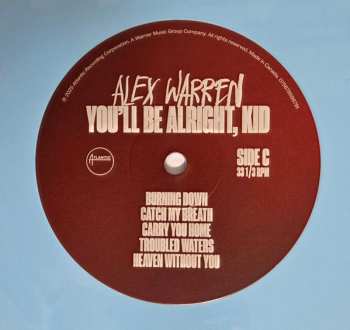 ℗ 2025 Atlantic Recording Corporation. A Warner Music Group Company. All rights reserved. Made in Canada.
ALEX WARREN
YOU'LL BE ALRIGHT, KID
ATLANTIC
SIDE C
33 1/3 RPM
BURNING DOWN
CATCH MY BREATH
CARRY YOU HOME
TROUBLED WATERS
HEAVEN WITHOUT YOU